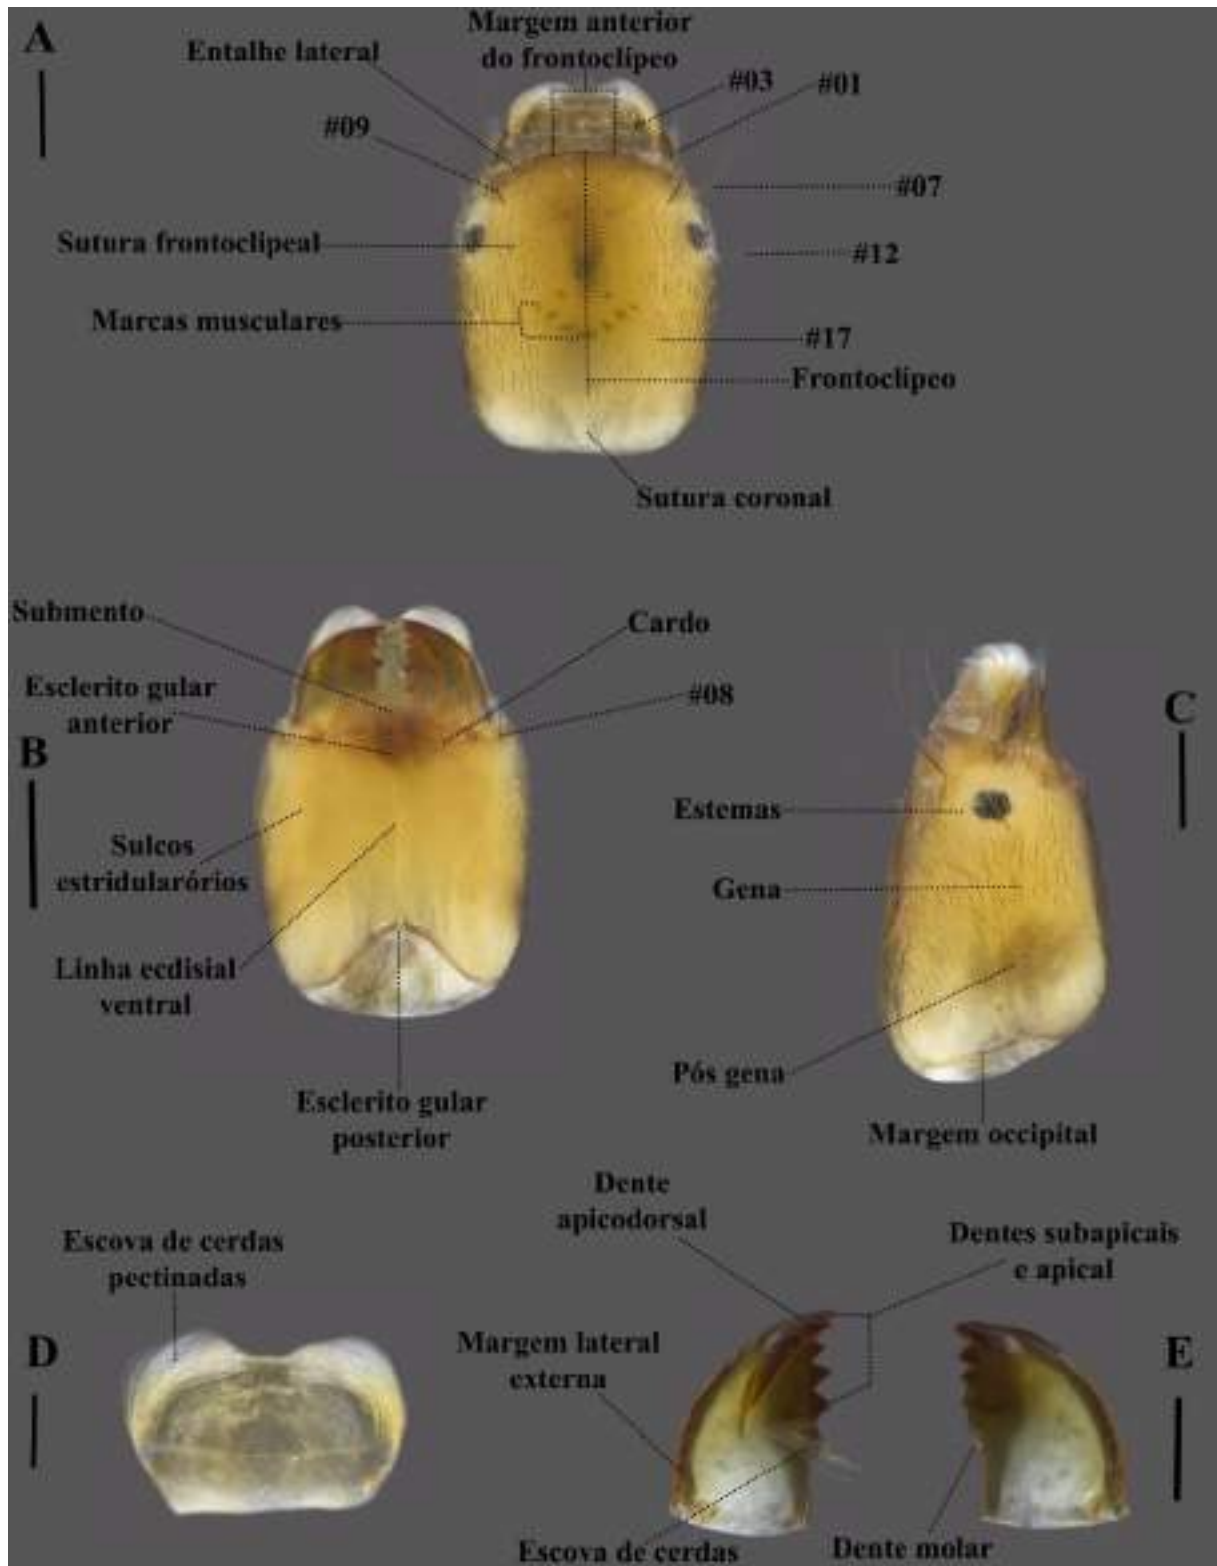 A
Margem anterior
do frontoclípeo
Entalhe lateral
#03
#01
#09
#07
Sutura frontoclipeal
#12
Marcas musculares
#17
Frontoclípeo
Sutura coronal
Submento
Cardo
Esclerito gular
anterior
#08
B
C
Estemas
Sulcos
estridularórios
Gena
Linha ecdisial
ventral
Pós gena
Esclerito gular
posterior
Margem occipital
Dente
apicodorsal
Escova de cerdas
pectinadas
Dentes subapicais
e apical
D
Margem lateral
externa
E
Escova de cerdas
Dente molar